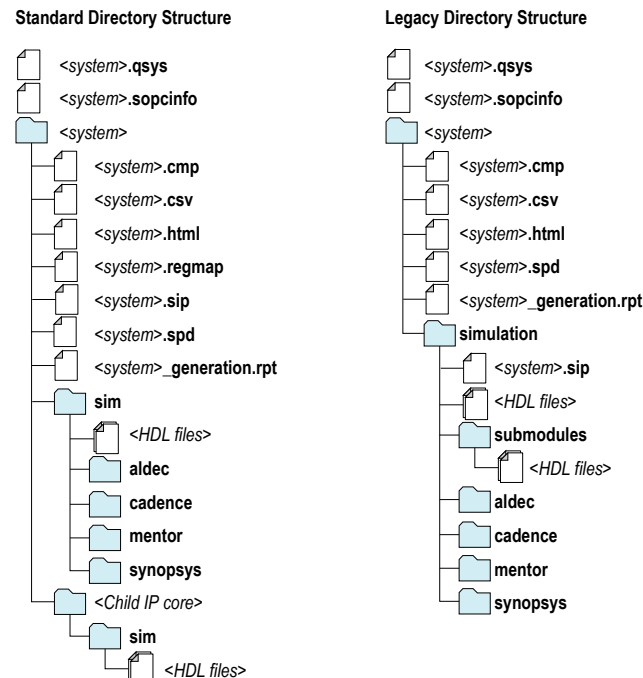 Standard Directory Structure
<system>.qsys
<system>.sopcinfo
<system>
<system>.cmp
<system>.csv
<system>.html
<system>.regmap
<system>.sip
<system>.spd
<system>_generation.rpt
sim
<HDL files>
aldec
cadence
mentor
synopsys
<Child IP core>
sim
<HDL files>
Legacy Directory Structure
<system>.qsys
<system>.sopcinfo
<system>
<system>.cmp
<system>.csv
<system>.html
<system>.spd
<system>_generation.rpt
simulation
<system>.sip
<HDL files>
submodules
<HDL files>
aldec
cadence
mentor
synopsys